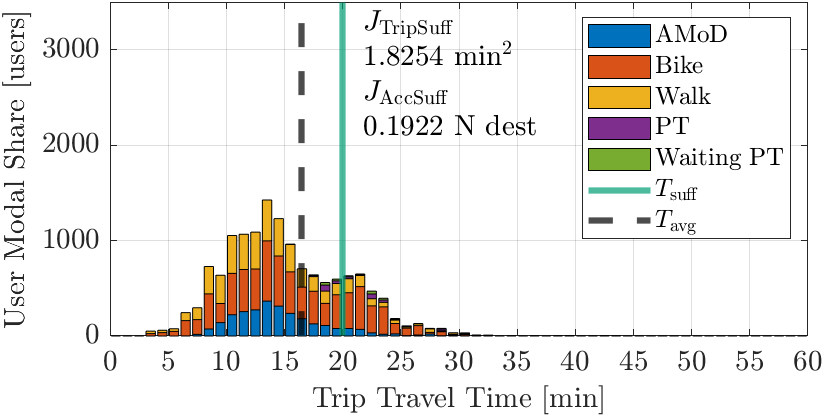 J_TripSuff
1.8254 min²
J_AccSuff
0.1922 N dest
AMoD
Bike
Walk
PT
Waiting PT
T_suff
T_avg
User Modal Share [users]
3000
2000
1000
0
0 5 10 15 20 25 30 35 40 45 50 55 60
Trip Travel Time [min]